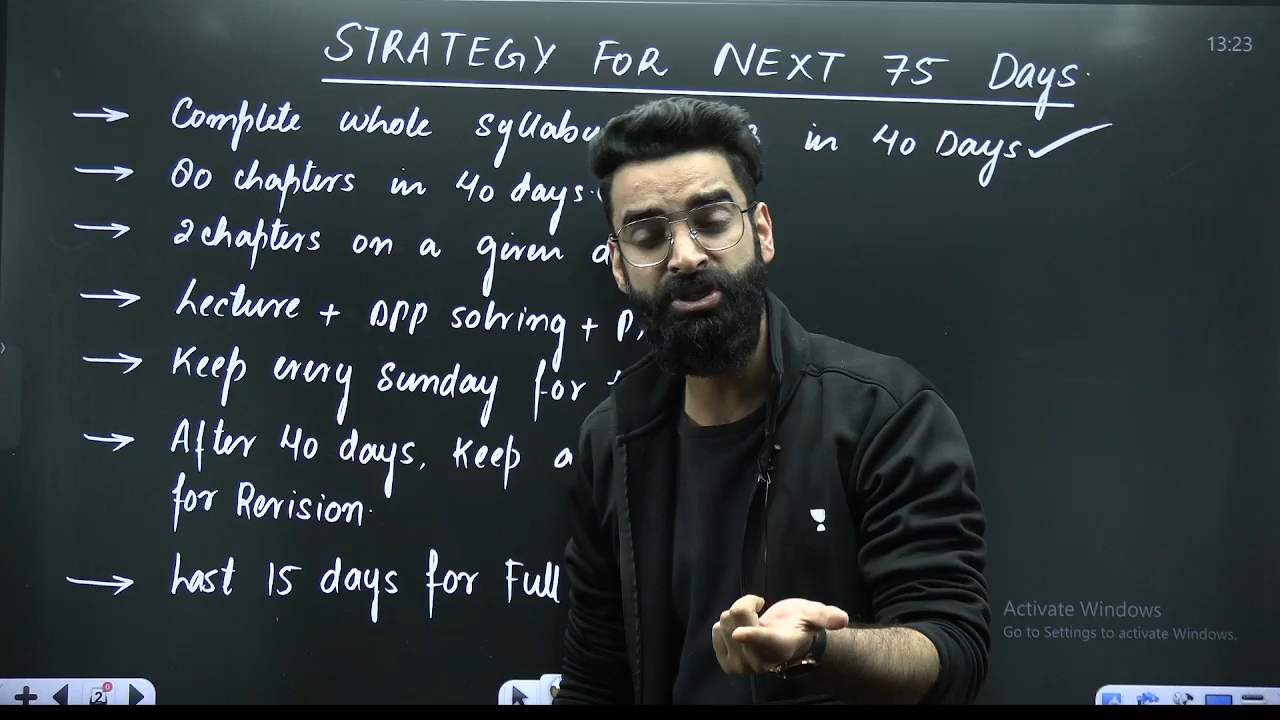 STRATEGY FOR NEXT 75 Days.
13:23
→ Complete whole in 40 Days ✓
→ chapters in 40 days.
→ 2 chapters on a given
→ Lecture + DPP solving +
→ Keep every Sunday for
→ After 40 days, Keep a
for Revision.
→ Last 15 days for Full
Activate Windows
Go to Settings to activate Windows.
2
0